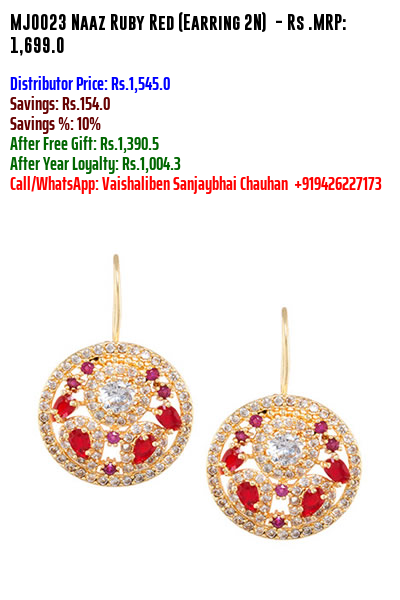 MJ0023 Naaz Ruby Red (Earring 2N)  - Rs .MRP:
1,699.0
Distributor Price: Rs.1,545.0
Savings: Rs.154.0
Savings %: 10%
After Free Gift: Rs.1,390.5
After Year Loyalty: Rs.1,004.3
Call/WhatsApp: Vaishaliben Sanjaybhai Chauhan  +919426227173